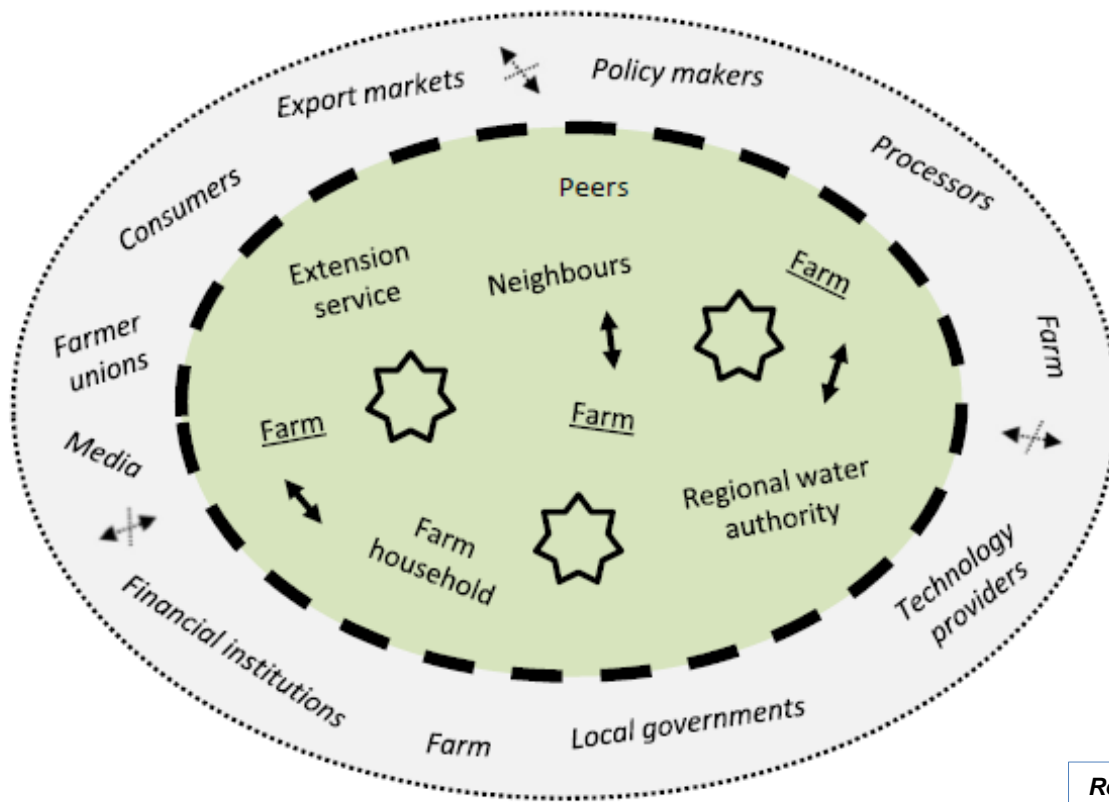 Export markets
Policy makers
Processors
Consumers
Peers
Extension
service
Neighbours
Farm
Farmer
unions
Farm
Farm
Farm
Media
Regional water
authority
Farm
household
Technology
providers
Financial institutions
Local governments
Farm